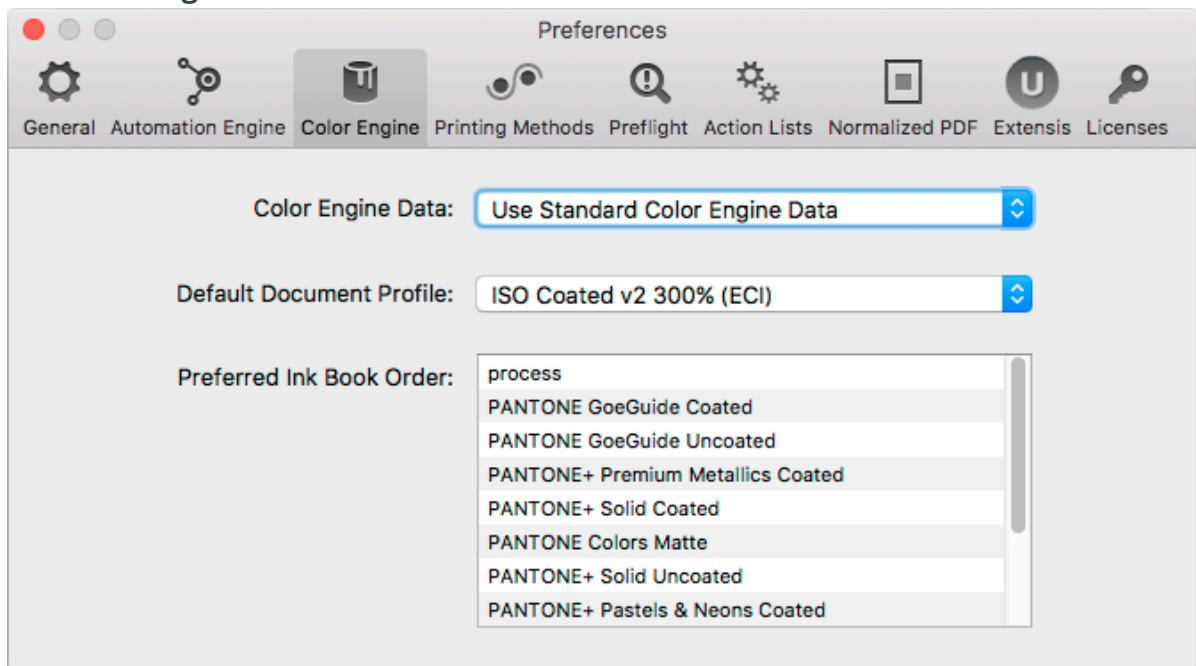 Preferences
General Automation Engine Color Engine Printing Methods Preflight Action Lists Normalized PDF Extensis Licenses
Color Engine Data: Use Standard Color Engine Data
Default Document Profile: ISO Coated v2 300% (ECI)
Preferred Ink Book Order: process
PANTONE GoeGuide Coated
PANTONE GoeGuide Uncoated
PANTONE+ Premium Metallics Coated
PANTONE+ Solid Coated
PANTONE Colors Matte
PANTONE+ Solid Uncoated
PANTONE+ Pastels & Neons Coated